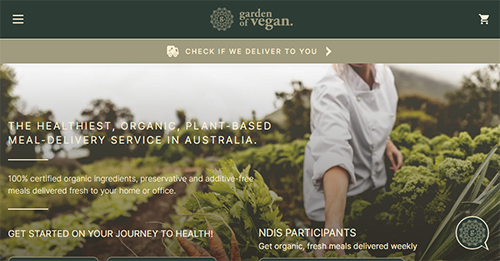 garden
of vegan.
CHECK IF WE DELIVER TO YOU
THE HEALTHIEST, ORGANIC, PLANT-BASED
MEAL-DELIVERY SERVICE IN AUSTRALIA.
100% certified organic ingredients, preservative and additive-free
meals delivered fresh to your home or office.
GET STARTED ON YOUR JOURNEY TO HEALTH!
NDIS PARTICIPANTS
Get organic, fresh meals delivered weekly